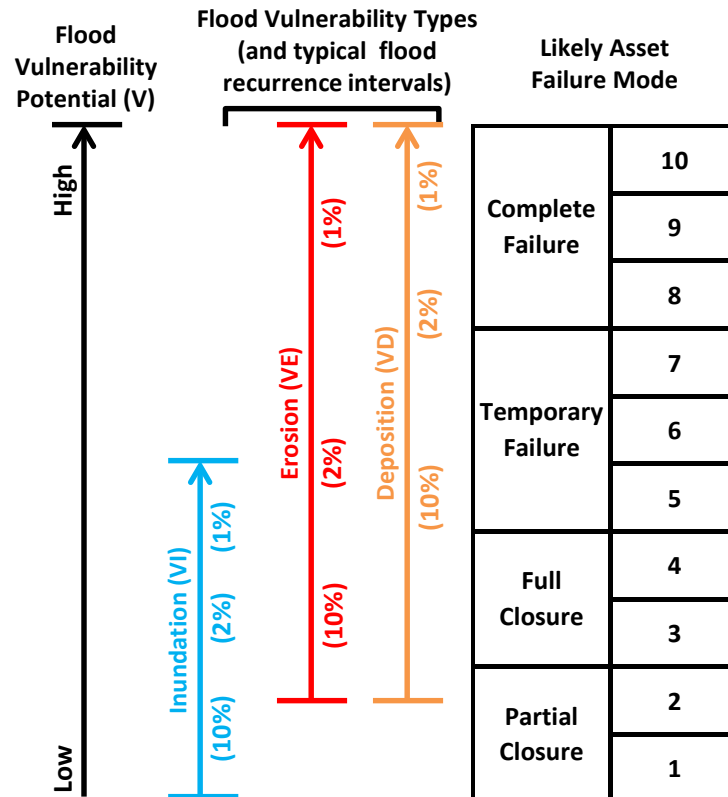 Flood
Vulnerability
Potential (V)
Flood Vulnerability Types
(and typical flood
recurrence intervals)
Likely Asset
Failure Mode
High
Low
Inundation (VI)
(1%)
(2%)
(10%)
Erosion (VE)
(1%)
(2%)
(10%)
Deposition (VD)
(1%)
(2%)
(10%)
Complete
Failure
10
9
8
Temporary
Failure
7
6
5
Full
Closure
4
3
Partial
Closure
2
1